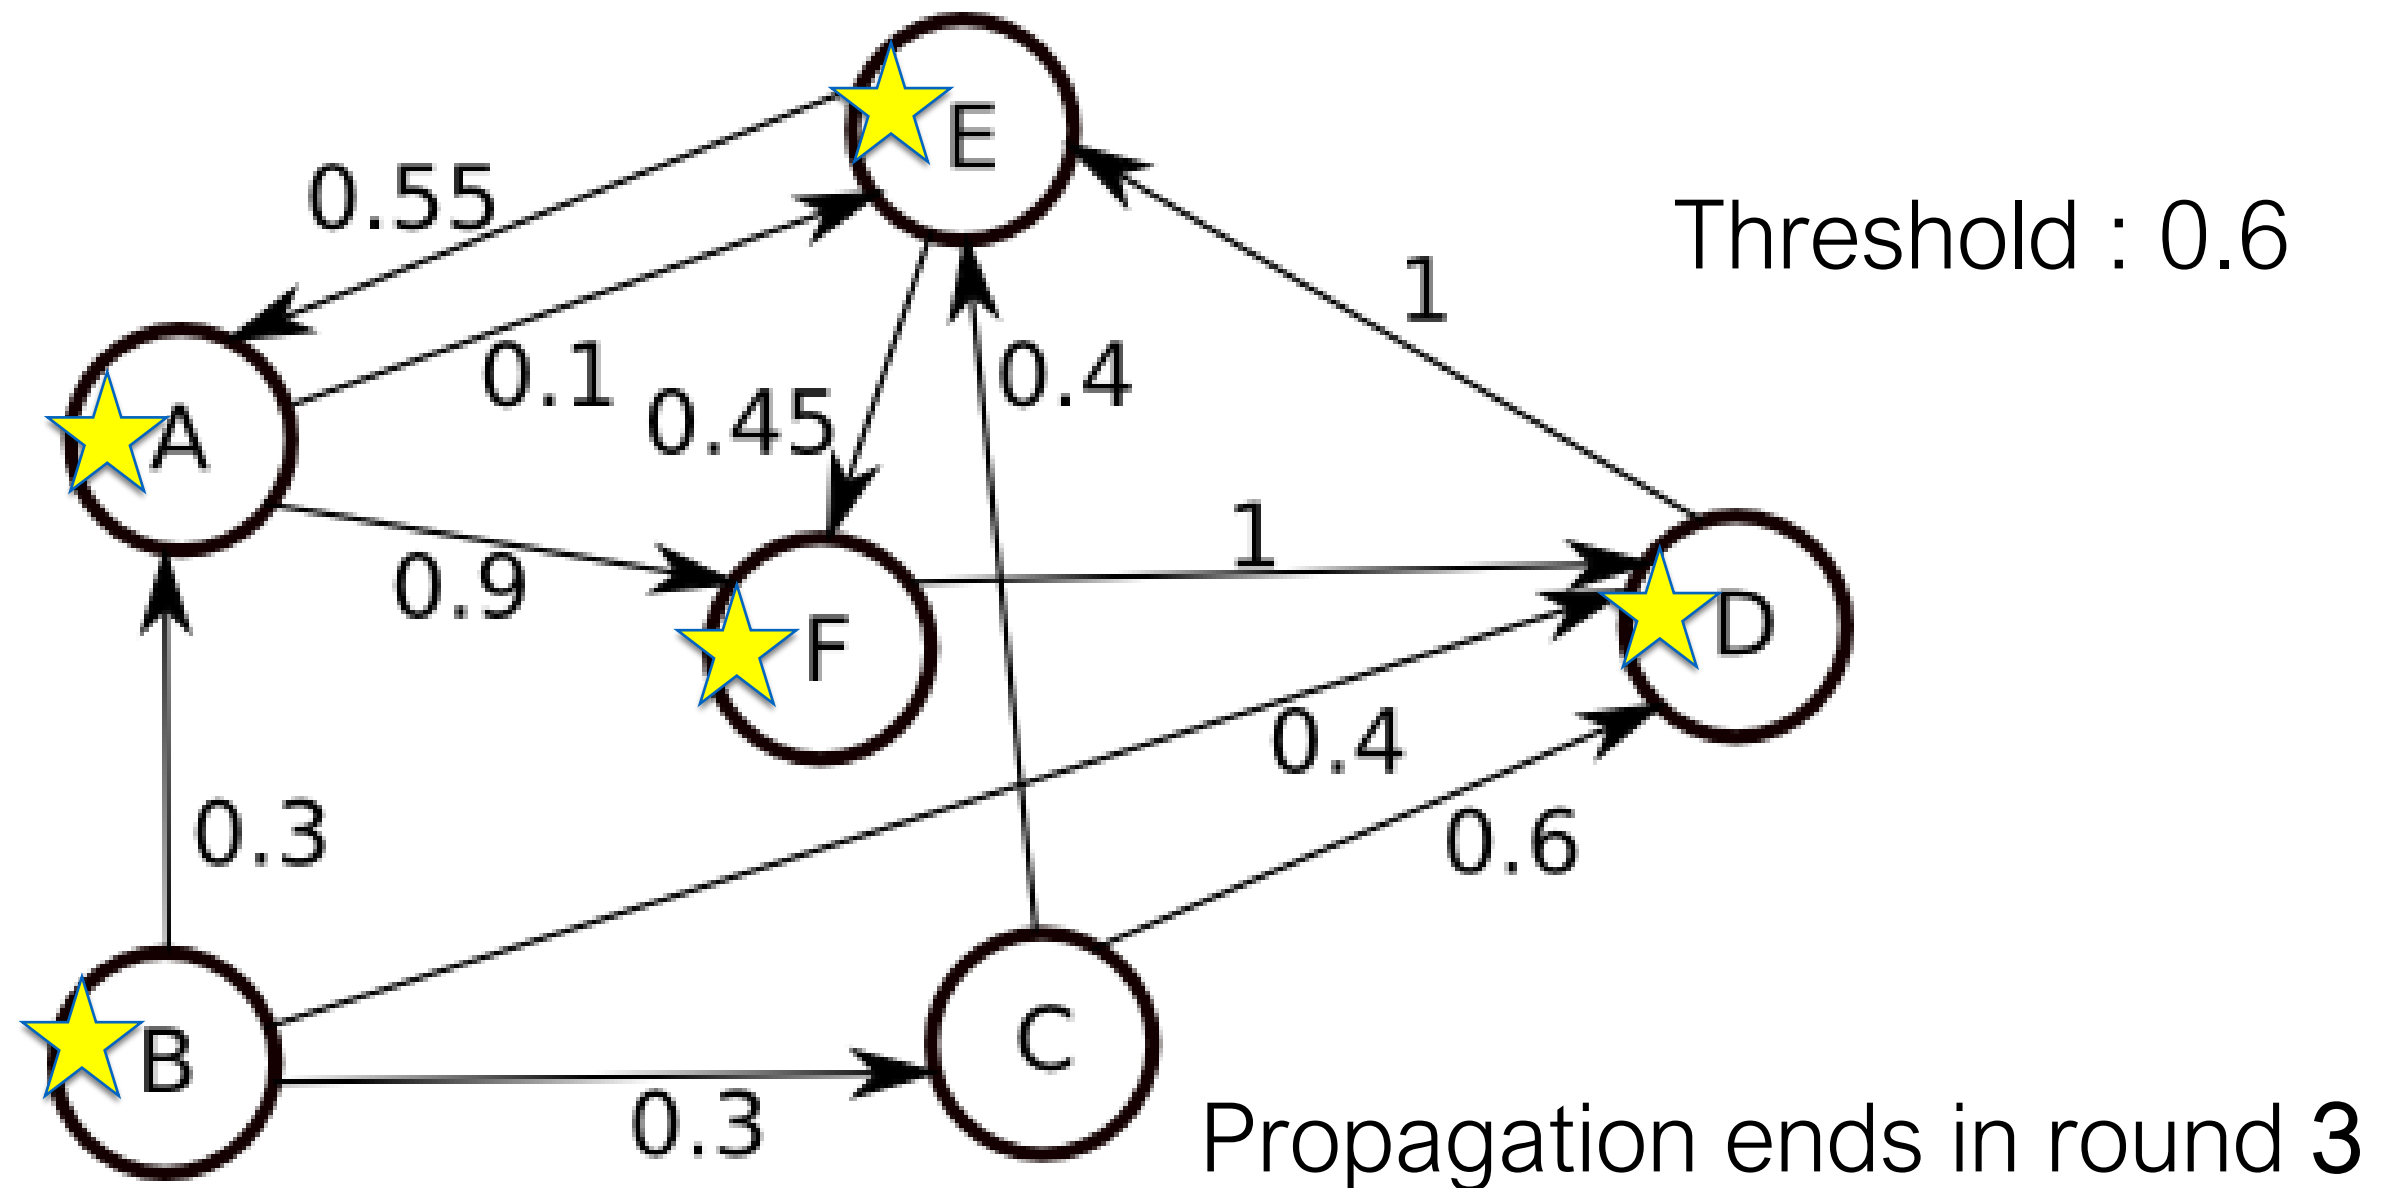 E
0.55
Threshold : 0.6
1
0.1
0.4
0.45
A
1
0.9
F
D
0.4
0.3
0.6
B
C
0.3
Propagation ends in round 3